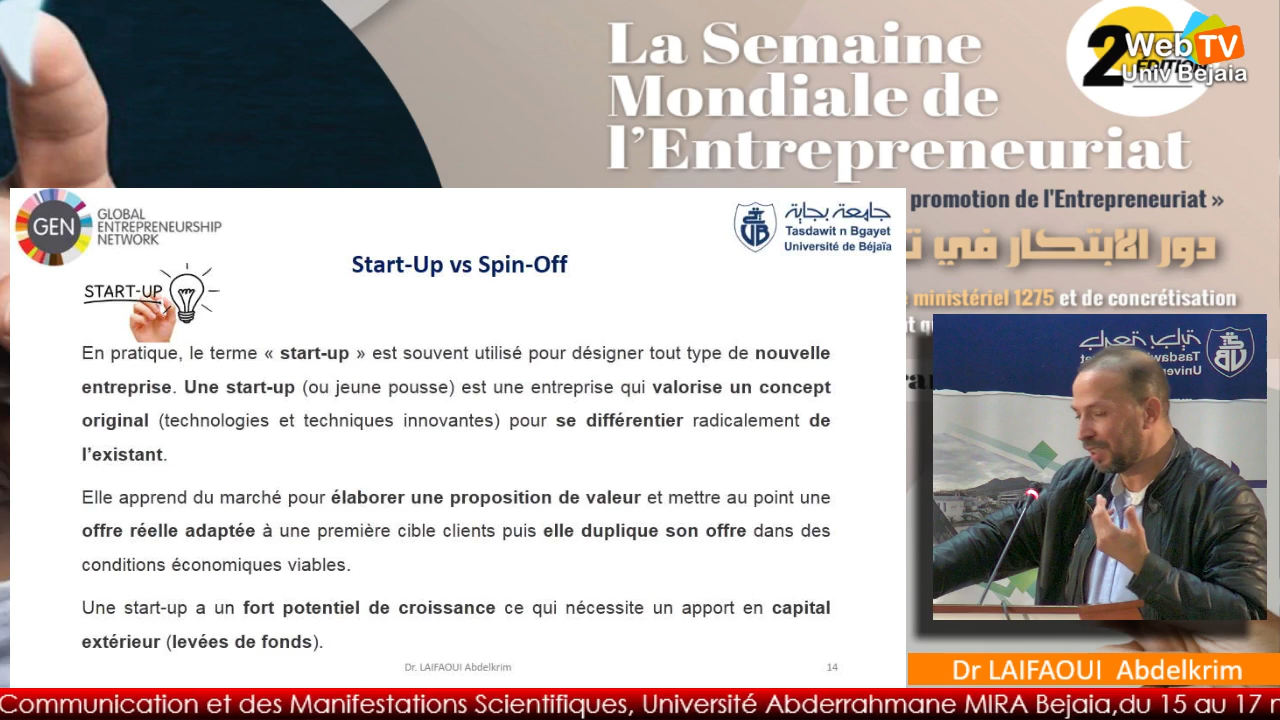 La Semaine
Mondiale de
l'Entrepreneuriat
2
ÉDITION
Web TV
Univ Bejaia
promotion de l'Entrepreneuriat »
دور الابتكار في
ministériel 1275 et de concrétisation
GEN
GLOBAL
ENTREPRENEURSHIP
NETWORK
جامعة بجاية
Tasdawit n Bgayet
Université de Béjaïa
Start-Up vs Spin-Off
START-UP
En pratique, le terme « start-up » est souvent utilisé pour désigner tout type de nouvelle
entreprise. Une start-up (ou jeune pousse) est une entreprise qui valorise un concept
original (technologies et techniques innovantes) pour se différentier radicalement de
l'existant.
Elle apprend du marché pour élaborer une proposition de valeur et mettre au point une
offre réelle adaptée à une première cible clients puis elle duplique son offre dans des
conditions économiques viables.
Une start-up a un fort potentiel de croissance ce qui nécessite un apport en capital
extérieur (levées de fonds).
Dr. LAIFAOUI Abdelkrim
14
Dr LAIFAOUI Abdelkrim
Communication et des Manifestations Scientifiques, Université Abderrahmane MIRA Bejaia,du 15 au 17